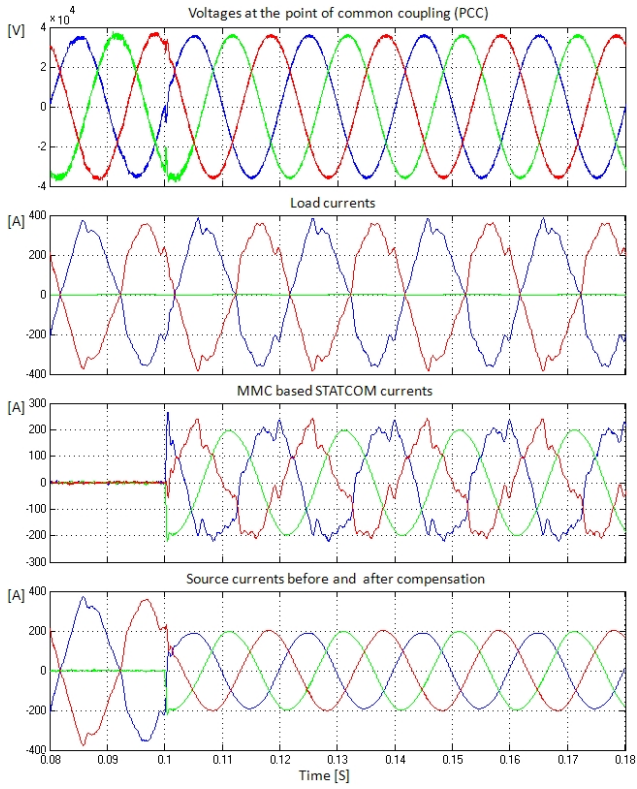 Voltages at the point of common coupling (PCC)
[V]
4 × 10⁴
2
0
-2
-4
Load currents
[A]
400
200
0
-200
-400
MMC based STATCOM currents
[A]
300
200
100
0
-100
-200
-300
Source currents before and after compensation
[A]
400
200
0
-200
-400
0.08 0.09 0.1 0.11 0.12 0.13 0.14 0.15 0.16 0.17 0.18
Time [S]